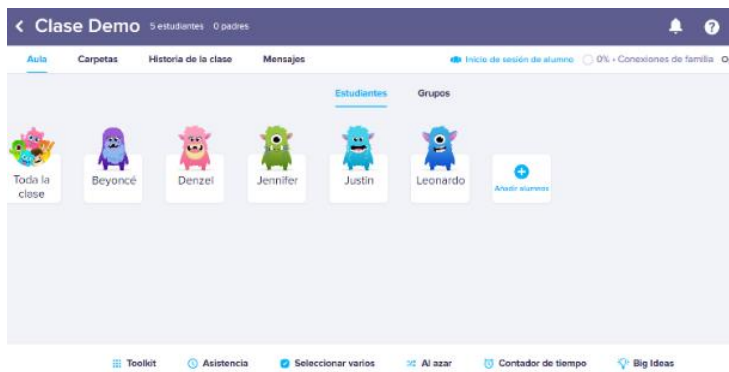 Clase Demo 5 estudiantes 0 padres
Aula Carpetas Historia de la clase Mensajes Inicio de sesión de alumno 0% • Conexiones de familia O
Estudiantes Grupos
Toda la clase
Beyoncé
Denzel
Jennifer
Justin
Leonardo
Añadir alumnos
Toolkit Asistencia Seleccionar varios Al azar Contador de tiempo Big Ideas